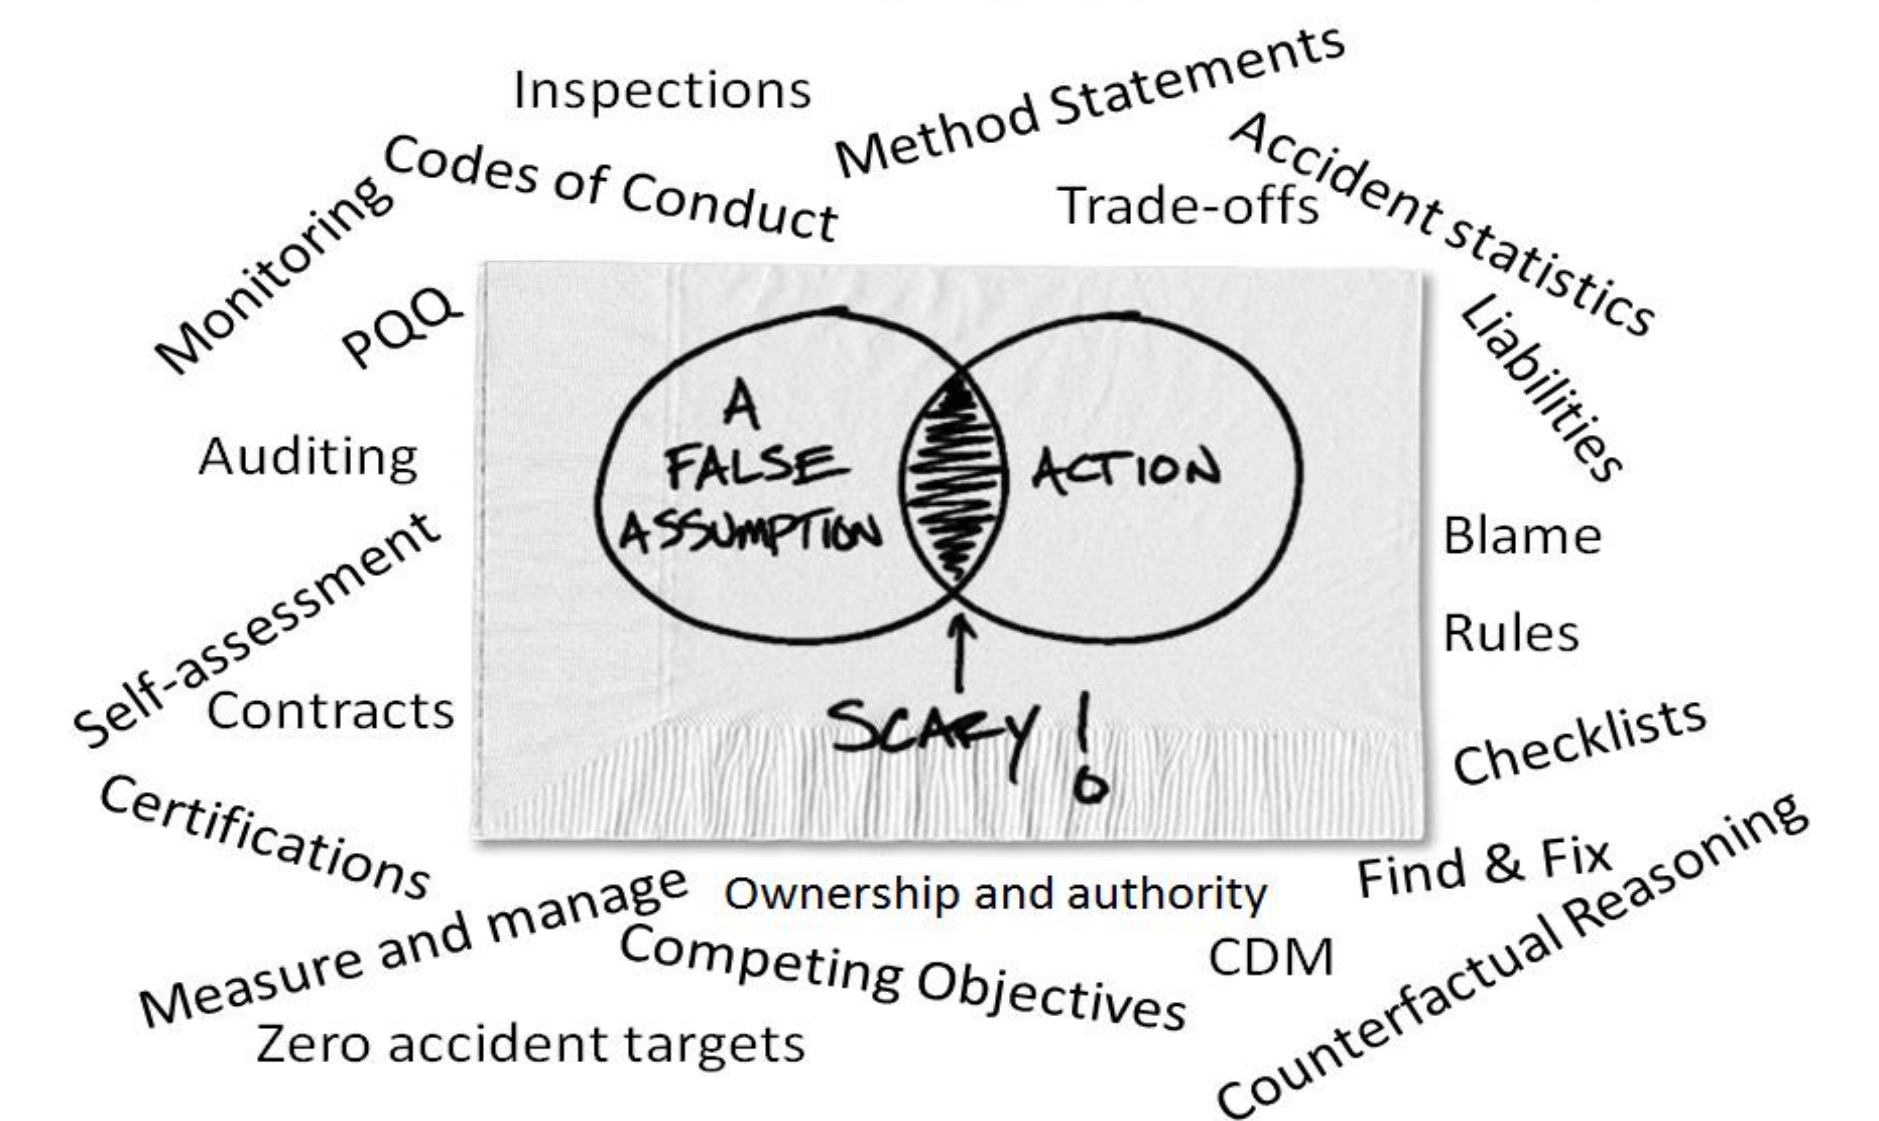 Inspections
Method Statements
Codes of Conduct
Accident statistics
Trade-offs
Monitoring
PQQ
Liabilities
A
FALSE
ASSUMPTION
ACTION
Auditing
Blame
Self-assessment
Rules
Contracts
SCARY!
Checklists
Certifications
Find & Fix
Measure and manage
Ownership and authority
Competing Objectives
CDM
Counterfactual Reasoning
Zero accident targets